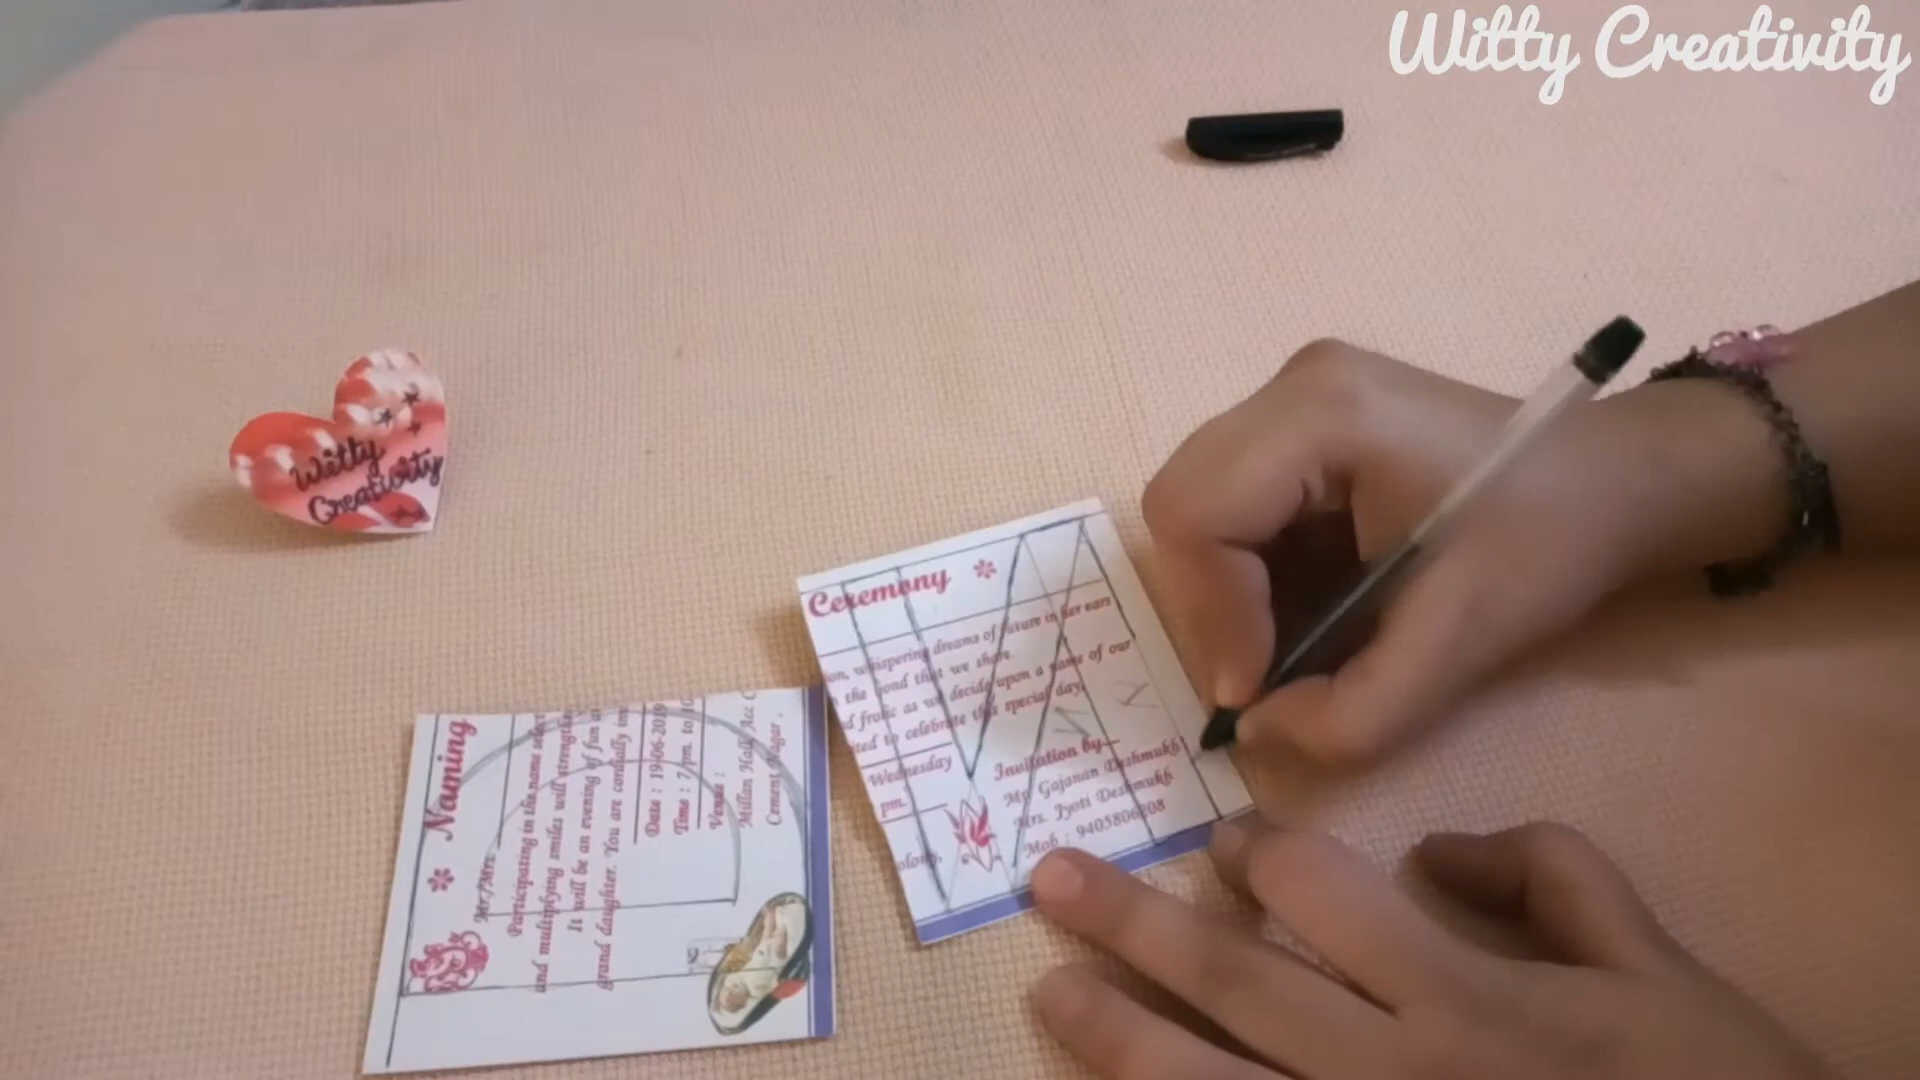 Witty Creativity
Witty
Creativity
Ceremony
whispering dreams of future in her ears
the bond that we share.
frolic as we decide upon a name of our
to celebrate this special day.
Wednesday
pm.
Invitation by—
Mr. Gajanan Deshmukh
Mrs. Jyoti Deshmukh
Mob : 9405806
Naming
Mr/Mrs.
Participating in the name
and multiplying smiles will
It will be an evening of fun
grand daughter. You are cordially
Date : 19-06-2019
Time : 7 pm. to
Venue :
Millan Hall, Acc
Cement Nagar,